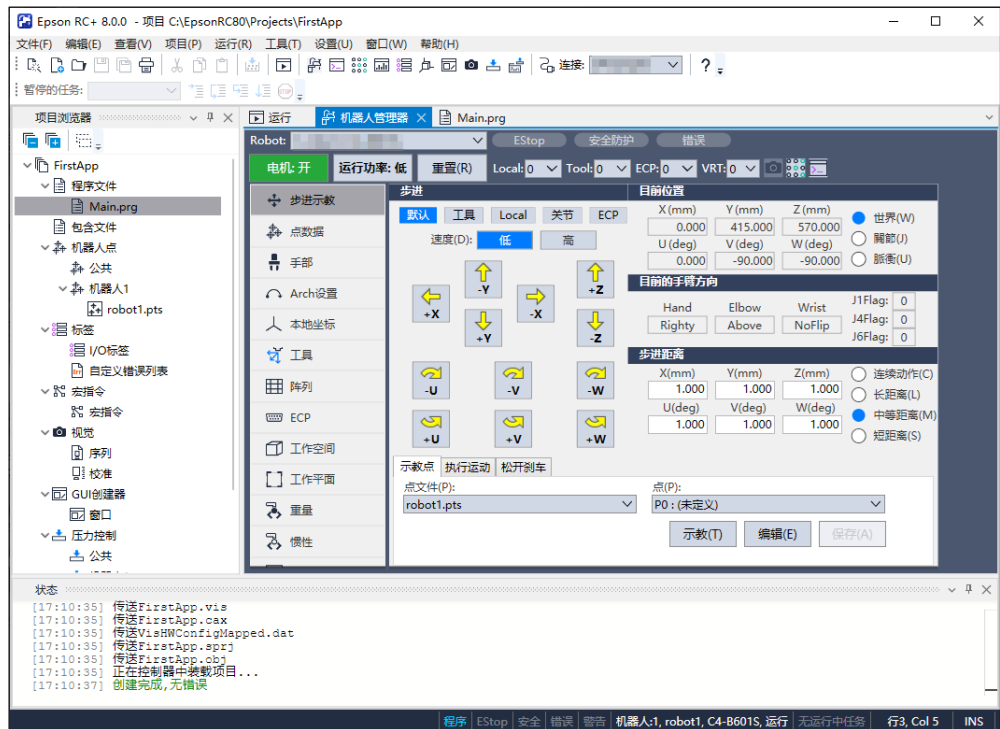 Epson RC+ 8.0.0 - 项目 C:\EpsonRC80\Projects\FirstApp
文件(F) 编辑(E) 查看(V) 项目(P) 运行(R) 工具(T) 设置(U) 窗口(W) 帮助(H)
连接:
?
暂停的任务:
STOP
项目浏览器
FirstApp
程序文件
Main.prg
包含文件
机器人点
公共
机器人1
robot1.pts
标签
I/O标签
自定义错误列表
宏指令
宏指令
视觉
序列
校准
GUI创建器
窗口
压力控制
公共
运行 机器人管理器 Main.prg
Robot: EStop 安全防护 错误
电机: 开 运行功率: 低 重置(R) Local: 0 Tool: 0 ECP: 0 VRT: 0
步进示教
点数据
手部
Arch设置
本地坐标
工具
阵列
ECP
工作空间
工作平面
重量
惯性
步进
默认 工具 Local 关节 ECP
速度(D): 低 高
-Y +Z
+X -X
+Y -Z
-U -V -W
+U +V +W
目前位置
X (mm) Y (mm) Z (mm)
0.000 415.000 570.000
U (deg) V (deg) W (deg)
0.000 -90.000 -90.000
世界(W)
關節(J)
脈衝(U)
目前的手臂方向
Hand Elbow Wrist
Righty Above NoFlip
J1Flag: 0
J4Flag: 0
J6Flag: 0
步进距离
X(mm) Y(mm) Z(mm)
1.000 1.000 1.000
U(deg) V(deg) W(deg)
1.000 1.000 1.000
连续动作(C)
长距离(L)
中等距离(M)
短距离(S)
示教点 执行运动 松开刹车
点文件(P): 点(P):
robot1.pts P0 : (未定义)
示教(T) 编辑(E) 保存(A)
状态
[17:10:35] 传送FirstApp.vis
[17:10:35] 传送FirstApp.cax
[17:10:35] 传送VisHWConfigMapped.dat
[17:10:35] 传送FirstApp.sprj
[17:10:35] 传送FirstApp.obj
[17:10:35] 正在控制器中装载项目...
[17:10:37] 创建完成,无错误
程序 EStop 安全 错误 警告 机器人:1, robot1, C4-B601S, 运行 无运行中任务 行3, Col 5 INS